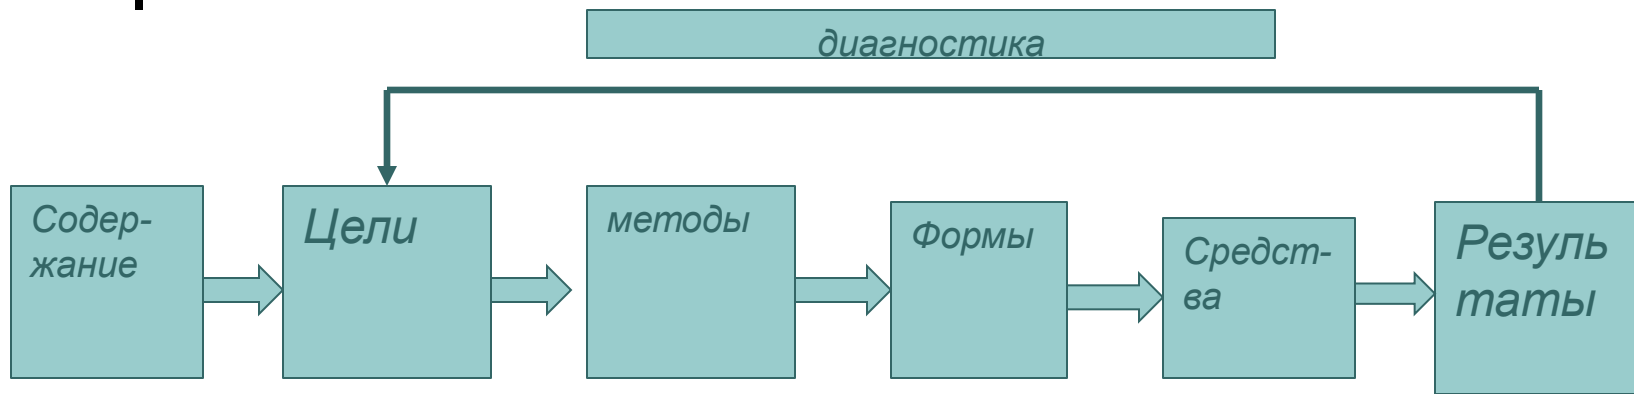 диагностика
Содер-
жание
Цели
методы
Формы
Средст-
ва
Резуль
таты